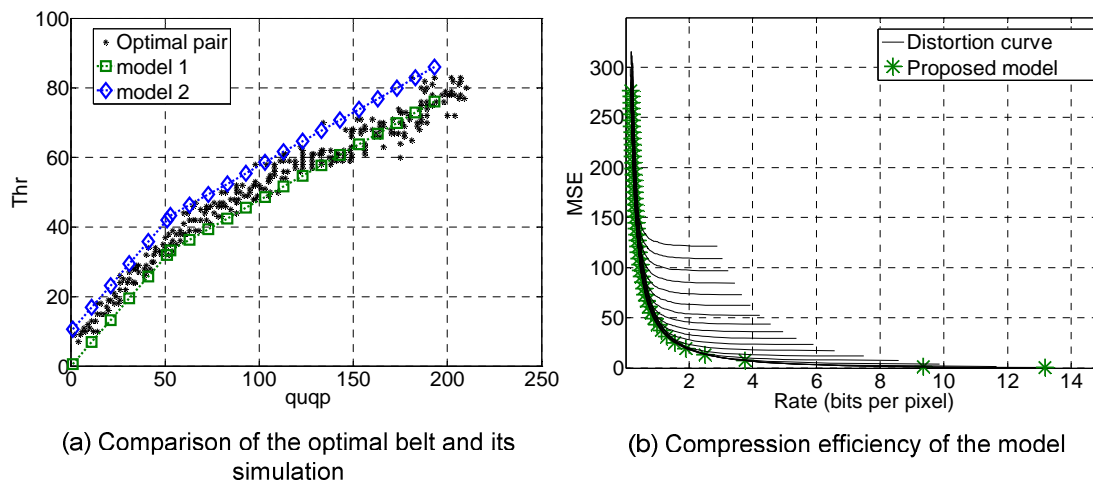 100
80
60
40
20
0
Thr
Optimal pair
model 1
model 2
0 50 100 150 200 250
quqp
(a) Comparison of the optimal belt and its
simulation
300
250
200
150
100
50
0
MSE
Distortion curve
Proposed model
2 4 6 8 10 12 14
Rate (bits per pixel)
(b) Compression efficiency of the model